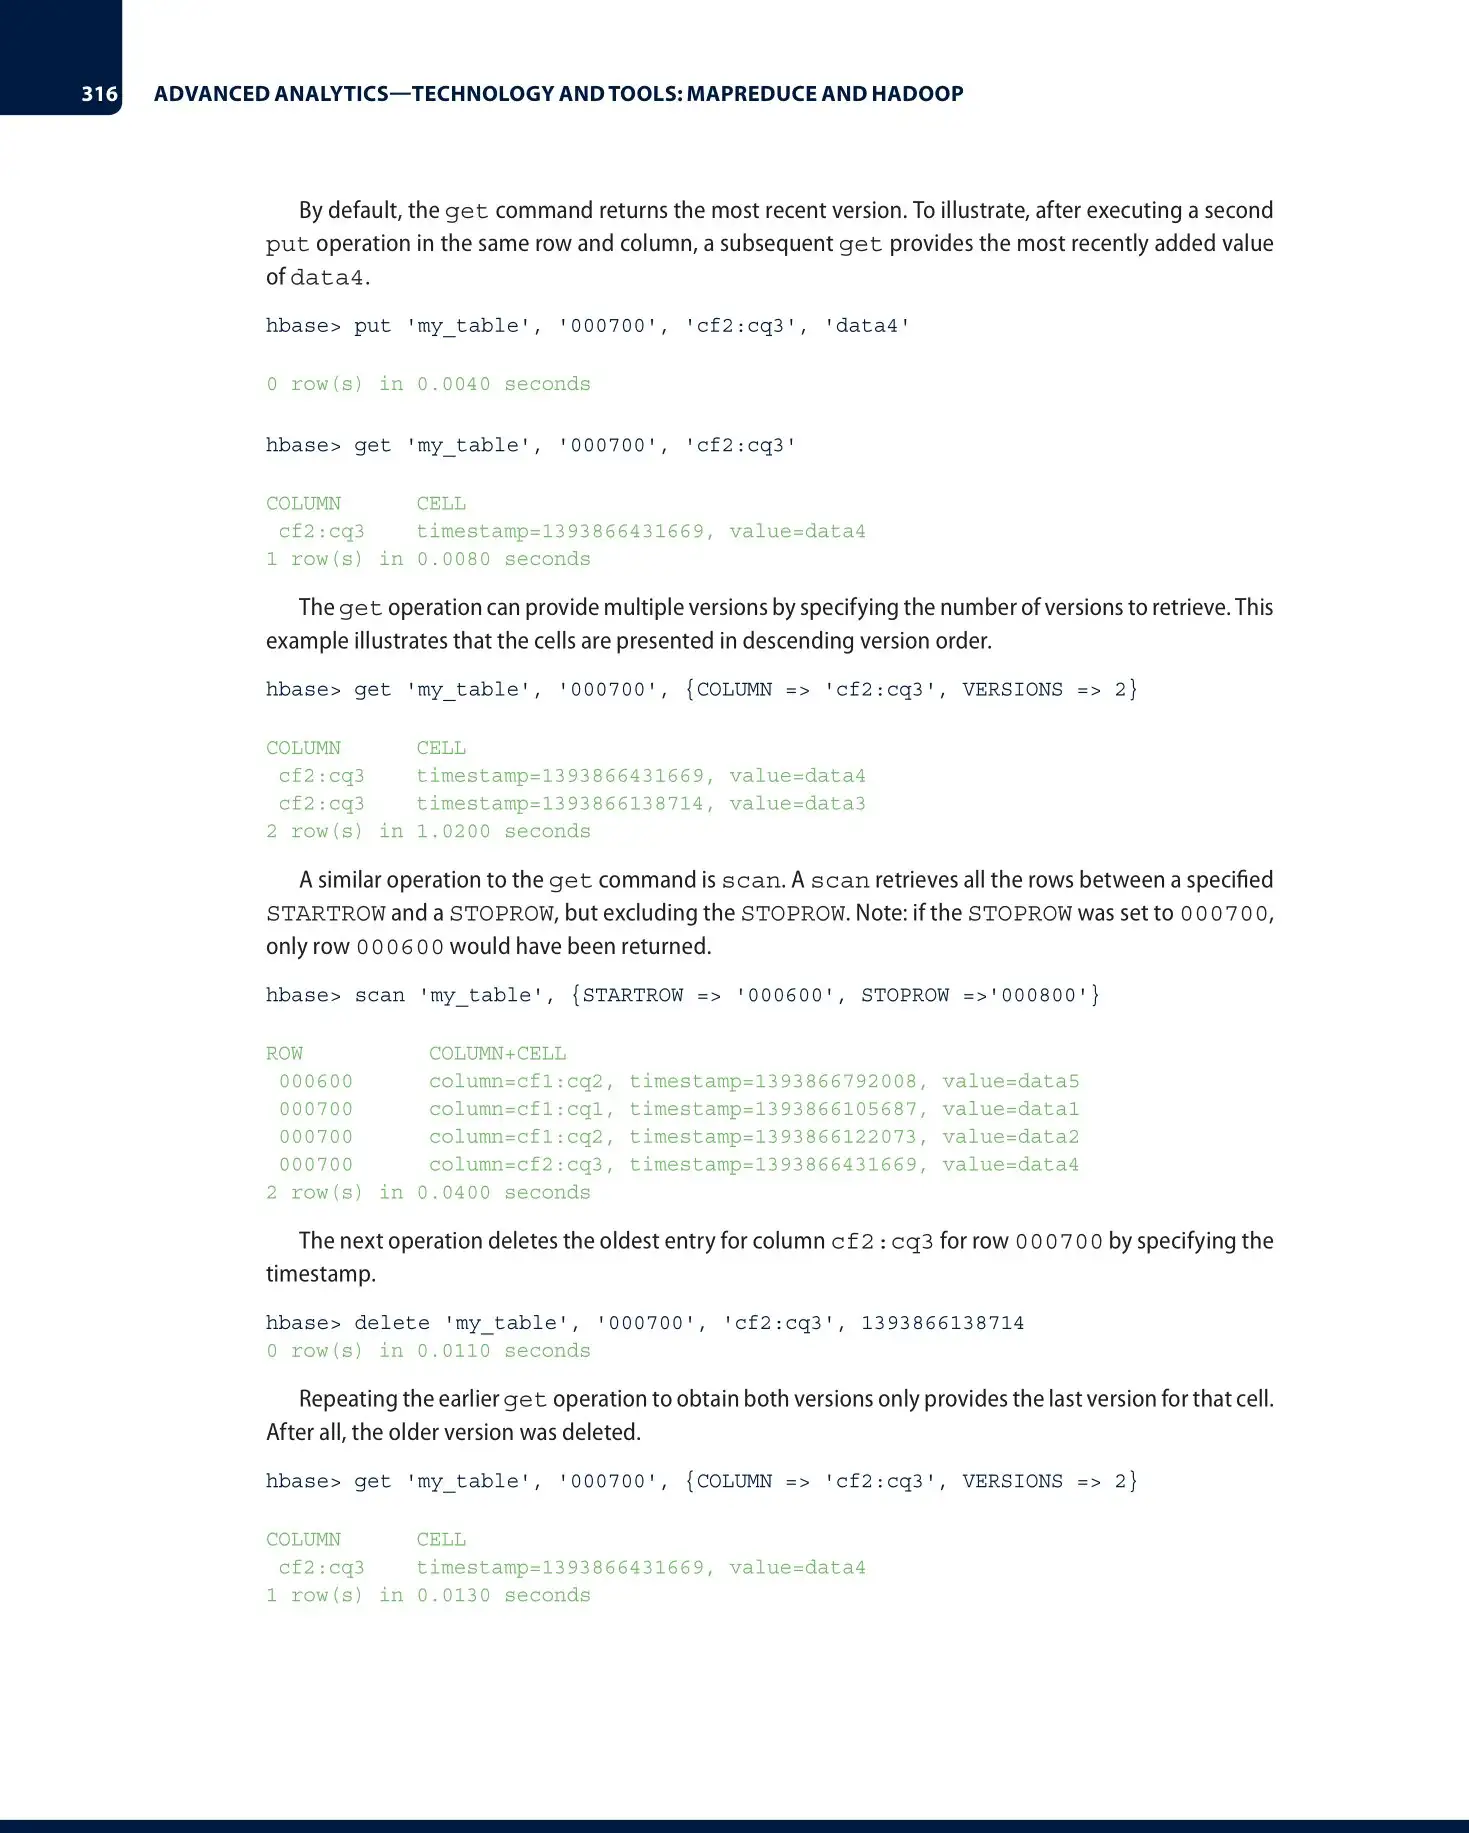 316 ADVANCED ANALYTICS—TECHNOLOGY AND TOOLS: MAPREDUCE AND HADOOP
By default, the get command returns the most recent version. To illustrate, after executing a second
put operation in the same row and column, a subsequent get provides the most recently added value
of data4.
hbase> put 'my_table', '000700', 'cf2:cq3', 'data4'
0 row(s) in 0.0040 seconds
hbase> get 'my_table', '000700', 'cf2:cq3'
COLUMN CELL
cf2:cq3 timestamp=1393866431669, value=data4
1 row(s) in 0.0080 seconds
The get operation can provide multiple versions by specifying the number of versions to retrieve. This
example illustrates that the cells are presented in descending version order.
hbase> get 'my_table', '000700', {COLUMN => 'cf2:cq3', VERSIONS => 2}
COLUMN CELL
cf2:cq3 timestamp=1393866431669, value=data4
cf2:cq3 timestamp=1393866138714, value=data3
2 row(s) in 1.0200 seconds
A similar operation to the get command is scan. A scan retrieves all the rows between a specified
STARTROW and a STOPROW, but excluding the STOPROW. Note: if the STOPROW was set to 000700,
only row 000600 would have been returned.
hbase> scan 'my_table', {STARTROW => '000600', STOPROW =>'000800'}
ROW COLUMN+CELL
000600 column=cf1:cq2, timestamp=1393866792008, value=data5
000700 column=cf1:cq1, timestamp=1393866105687, value=data1
000700 column=cf1:cq2, timestamp=1393866122073, value=data2
000700 column=cf2:cq3, timestamp=1393866431669, value=data4
2 row(s) in 0.0400 seconds
The next operation deletes the oldest entry for column cf2:cq3 for row 000700 by specifying the
timestamp.
hbase> delete 'my_table', '000700', 'cf2:cq3', 1393866138714
0 row(s) in 0.0110 seconds
Repeating the earlier get operation to obtain both versions only provides the last version for that cell.
After all, the older version was deleted.
hbase> get 'my_table', '000700', {COLUMN => 'cf2:cq3', VERSIONS => 2}
COLUMN CELL
cf2:cq3 timestamp=1393866431669, value=data4
1 row(s) in 0.0130 seconds